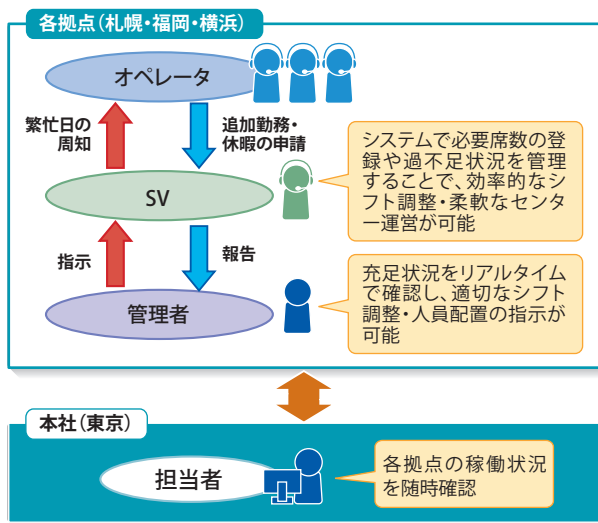 各拠点(札幌・福岡・横浜)
オペレータ
繁忙日の
周知
追加勤務・
休暇の申請
システムで必要席数の登
録や過不足状況を管理
することで、効率的なシ
フト調整・柔軟なセンタ
ー運営が可能
SV
指示
報告
充足状況をリアルタイム
で確認し、適切なシフト
調整・人員配置の指示が
可能
管理者
本社(東京)
担当者
各拠点の稼働状況
を随時確認